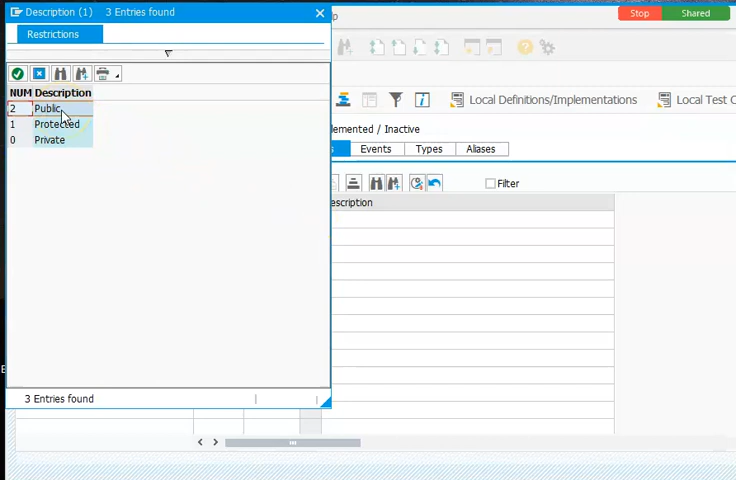 Description (1) 3 Entries found
Restrictions
NUM Description
2 Public
1 Protected
0 Private
3 Entries found
Stop Shared
Local Definitions/Implementations Local Test C
lemented / Inactive
Events Types Aliases
Filter
escription